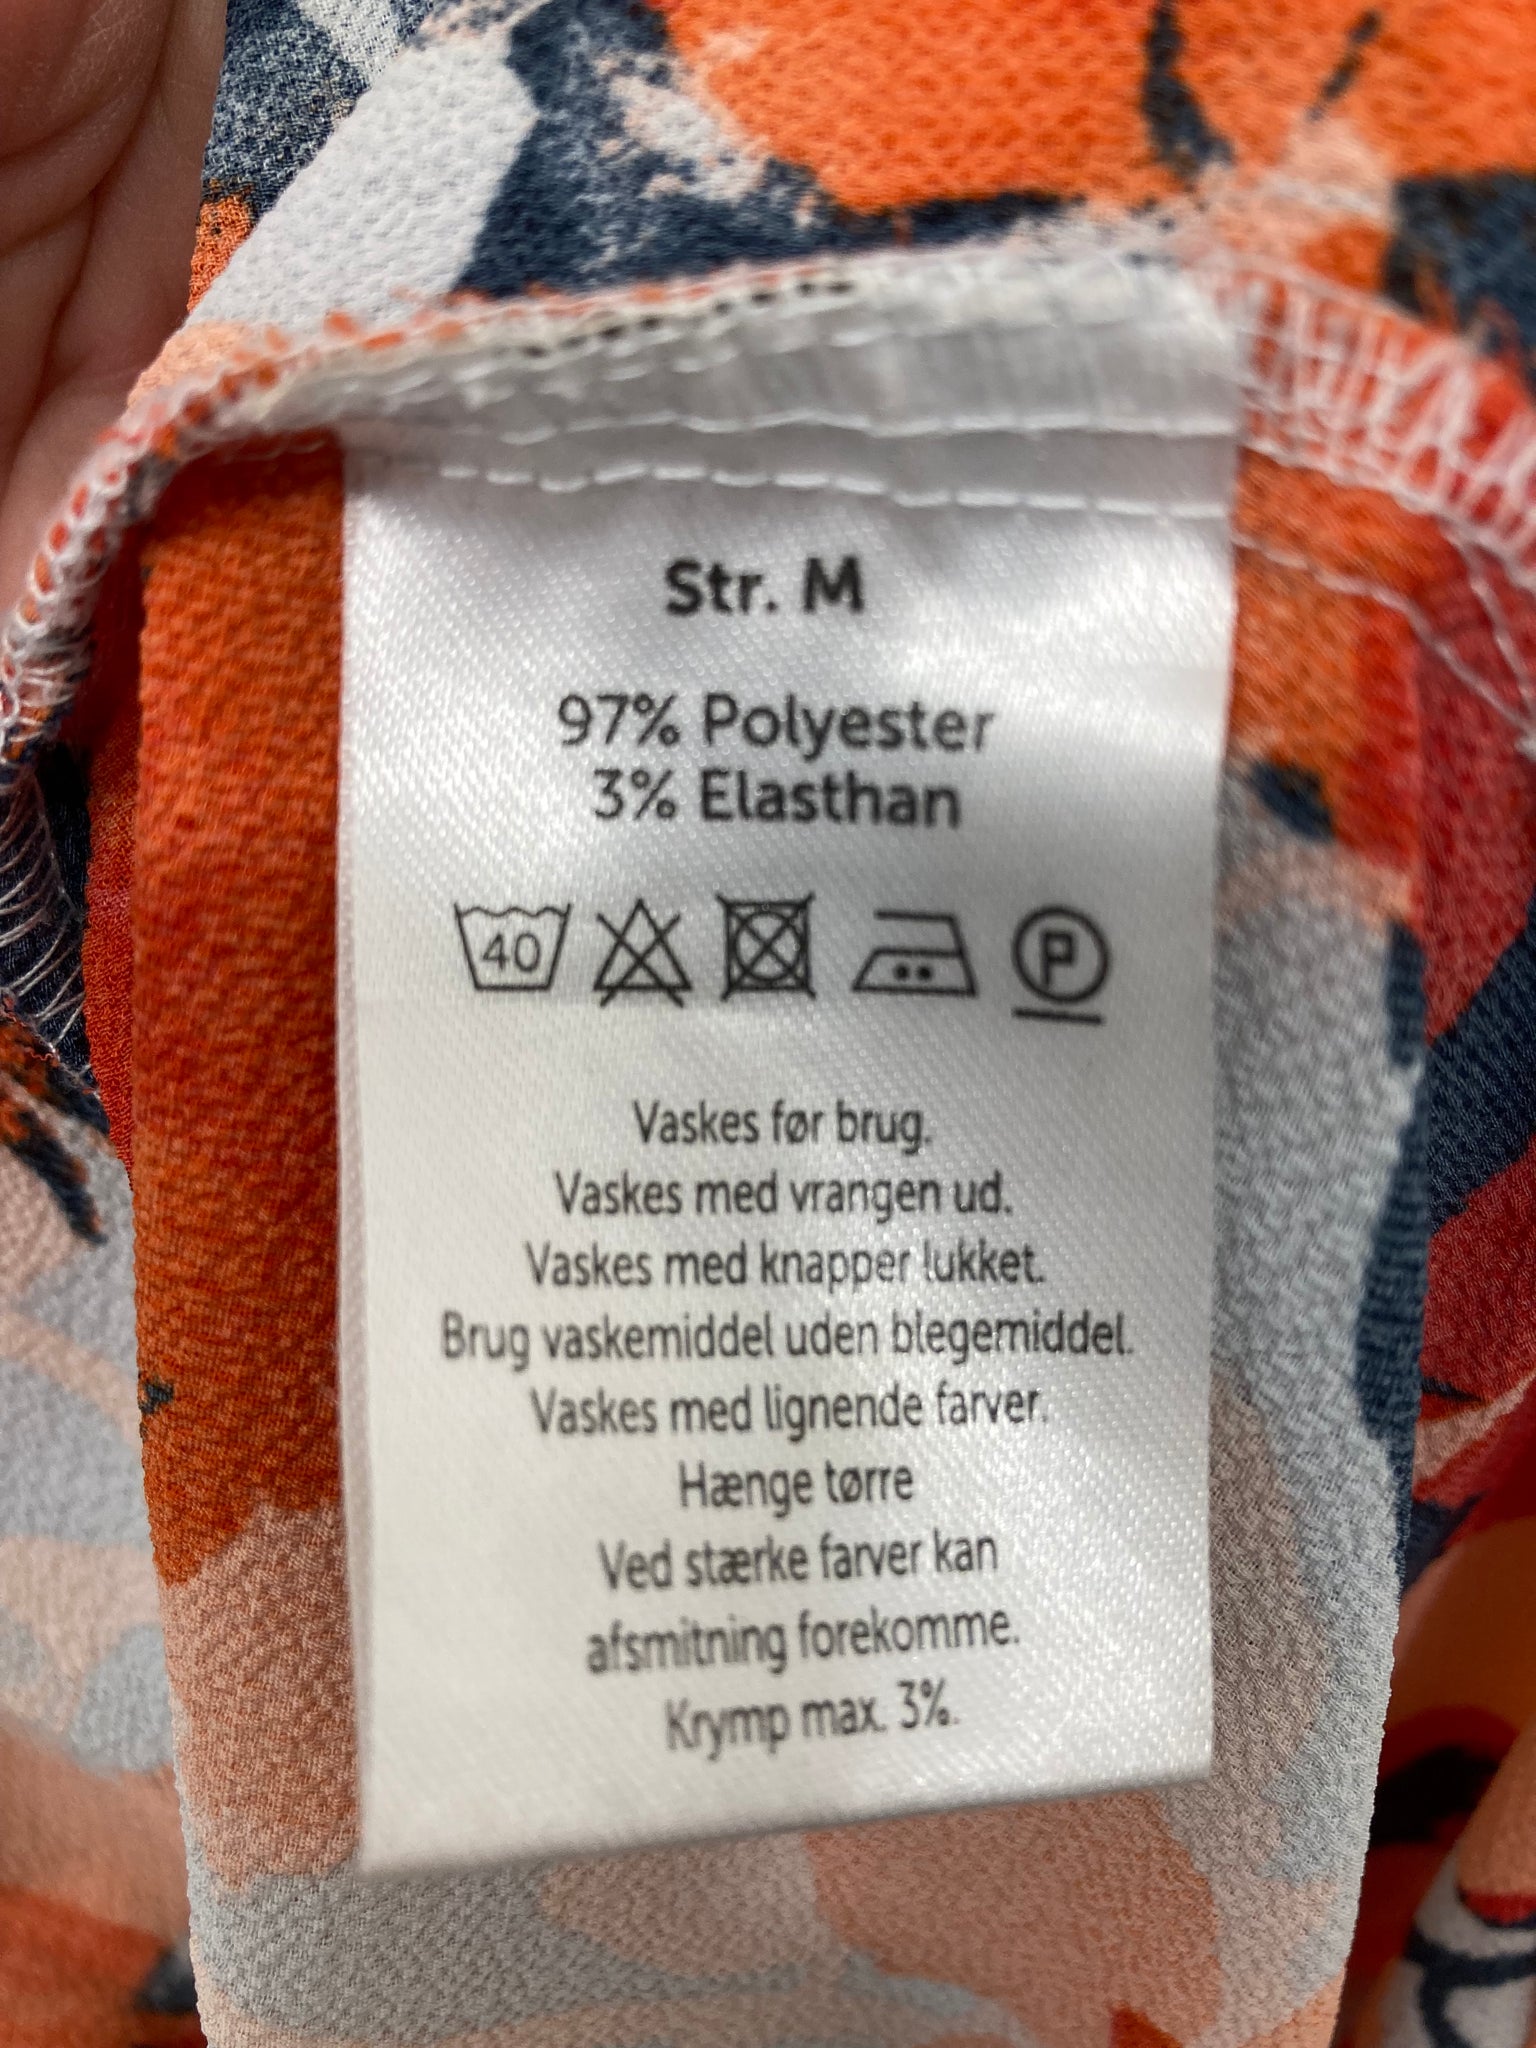 Str. M
97% Polyester
3% Elasthan
40 P
Vaskes før brug.
Vaskes med vrangen ud.
Vaskes med knapper lukket.
Brug vaskemiddel uden blegemiddel.
Vaskes med lignende farver.
Hænge tørre
Ved stærke farver kan
afsmitning forekomme.
Krymp max. 3%.